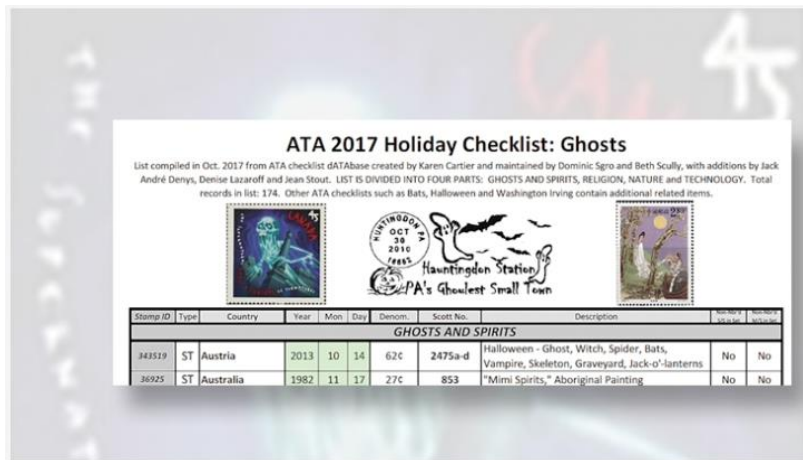 45
CANADA
THE SUPERNAT
ATA 2017 Holiday Checklist: Ghosts
List compiled in Oct. 2017 from ATA checklist dATAbase created by Karen Cartier and maintained by Dominic Sgro and Beth Scully, with additions by Jack
André Denys, Denise Lazaroff and Jean Stout. LIST IS DIVIDED INTO FOUR PARTS: GHOSTS AND SPIRITS, RELIGION, NATURE and TECHNOLOGY. Total
records in list: 174. Other ATA checklists such as Bats, Halloween and Washington Irving contain additional related items.
CANADA 45
HUNTINGDON PA
OCT
30
2010
16652
Hauntingdon Station
PA's Ghoulest Small Town
Stamp ID Type Country Year Mon Day Denom. Scott No. Description
GHOSTS AND SPIRITS
343519 ST Austria 2013 10 14 62¢ 2475a-d Halloween - Ghost, Witch, Spider, Bats, No No
Vampire, Skeleton, Graveyard, Jack-o'-lanterns
36925 ST Australia 1982 11 17 27¢ 853 "Mimi Spirits," Aboriginal Painting No No